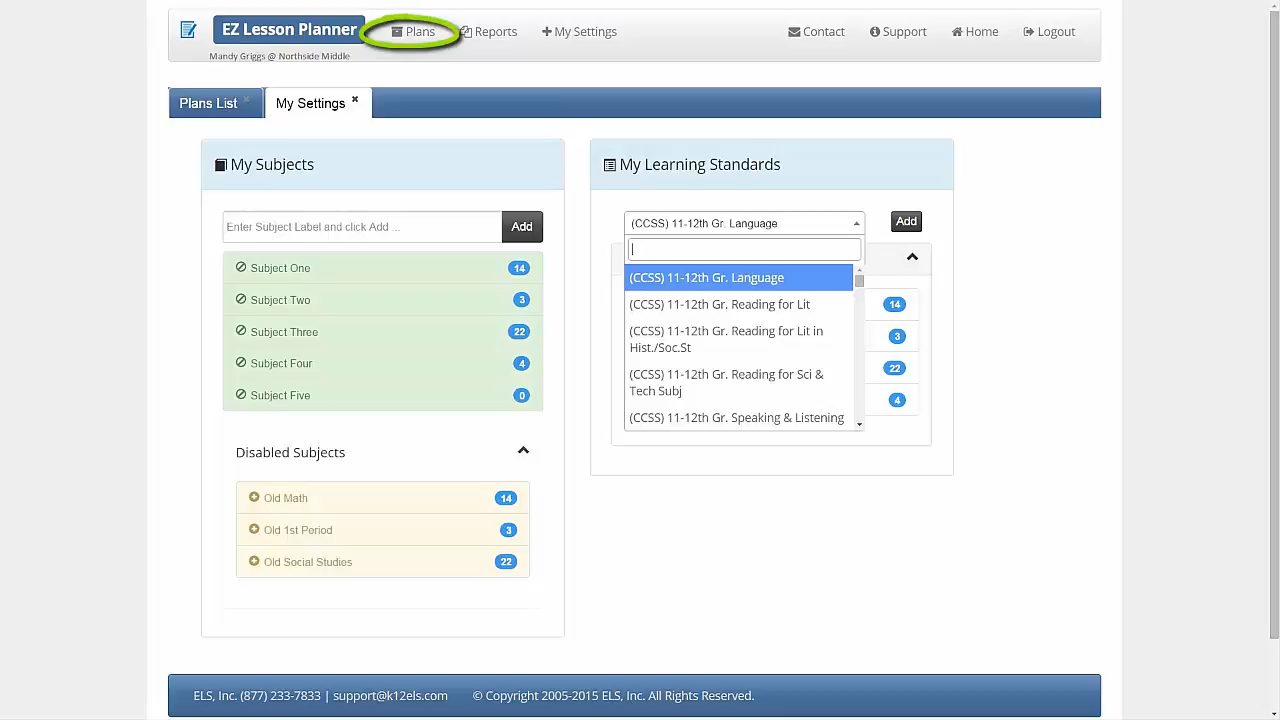 EZ Lesson Planner
Plans
Reports
My Settings
Contact
Support
Home
Logout
Mandy Griggs @ Northside Middle
Plans List
My Settings
My Subjects
Enter Subject Label and click Add ...
Add
Subject One 14
Subject Two 3
Subject Three 22
Subject Four 4
Subject Five 0
Disabled Subjects
Old Math 14
Old 1st Period 3
Old Social Studies 22
My Learning Standards
(CCSS) 11-12th Gr. Language
Add
(CCSS) 11-12th Gr. Language
(CCSS) 11-12th Gr. Reading for Lit
(CCSS) 11-12th Gr. Reading for Lit in
Hist./Soc.St
(CCSS) 11-12th Gr. Reading for Sci &
Tech Subj
(CCSS) 11-12th Gr. Speaking & Listening
14
3
22
4
ELS, Inc. (877) 233-7833 | support@k12els.com
© Copyright 2005-2015 ELS, Inc. All Rights Reserved.